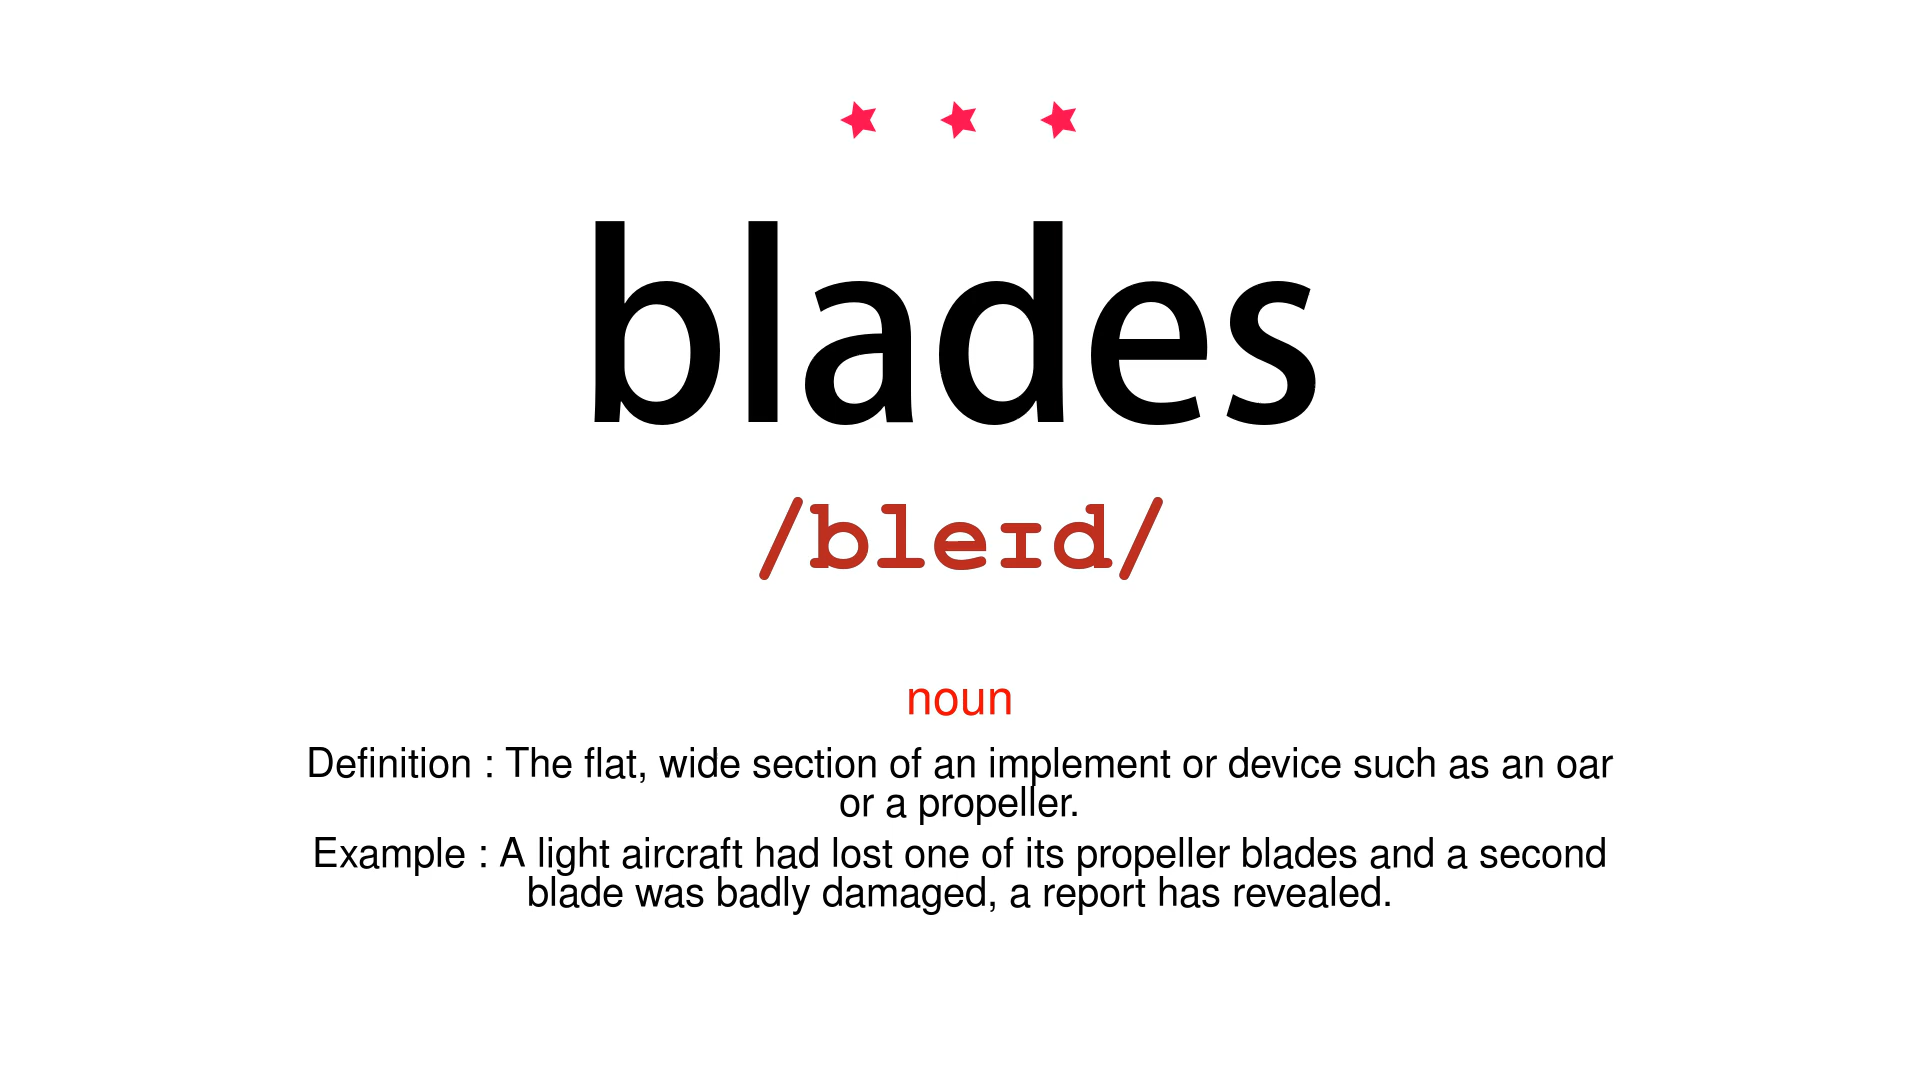 blades
/bleɪd/
noun
Definition : The flat, wide section of an implement or device such as an oar
or a propeller.
Example : A light aircraft had lost one of its propeller blades and a second
blade was badly damaged, a report has revealed.